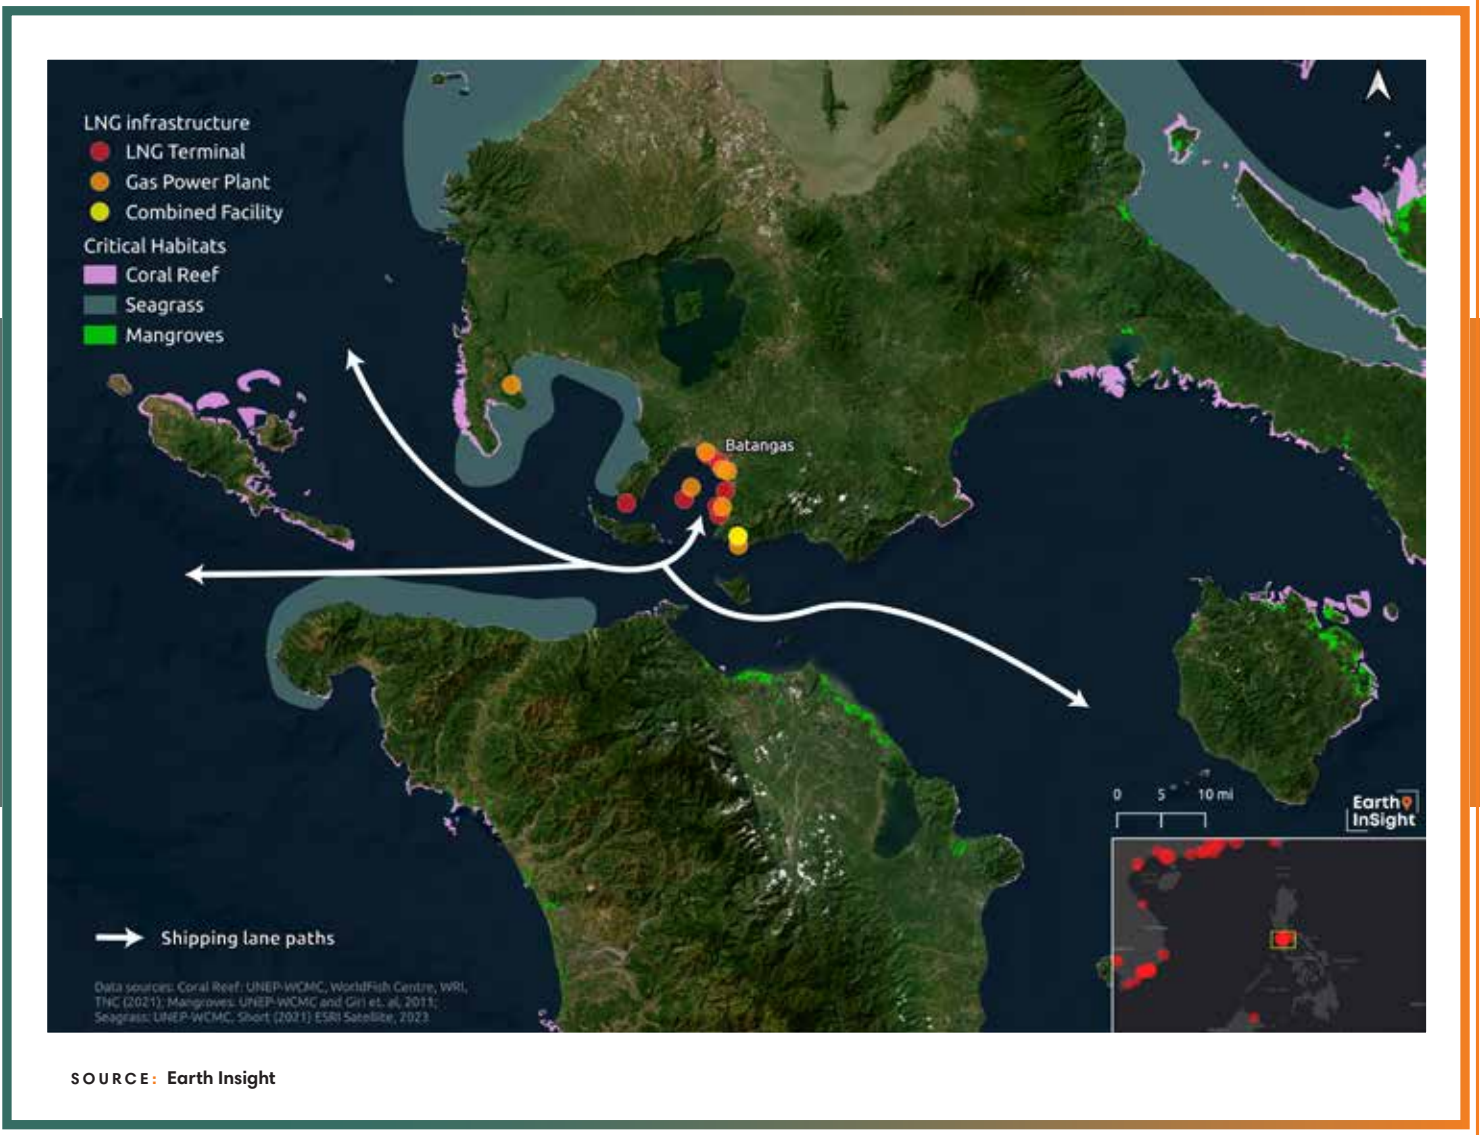 LNG infrastructure
LNG Terminal
Gas Power Plant
Combined Facility
Critical Habitats
Coral Reef
Seagrass
Mangroves
Batangas
0 5 10 mi
Earth
InSight
Shipping lane paths
Data sources: Coral Reef: UNEP-WCMC, WorldFish Centre, WRI,
TNC (2021); Mangroves: UNEP-WCMC and Giri et. al, 2011;
Seagrass: UNEP-WCMC, Short (2021) ESRI Satellite, 2023
SOURCE: Earth Insight